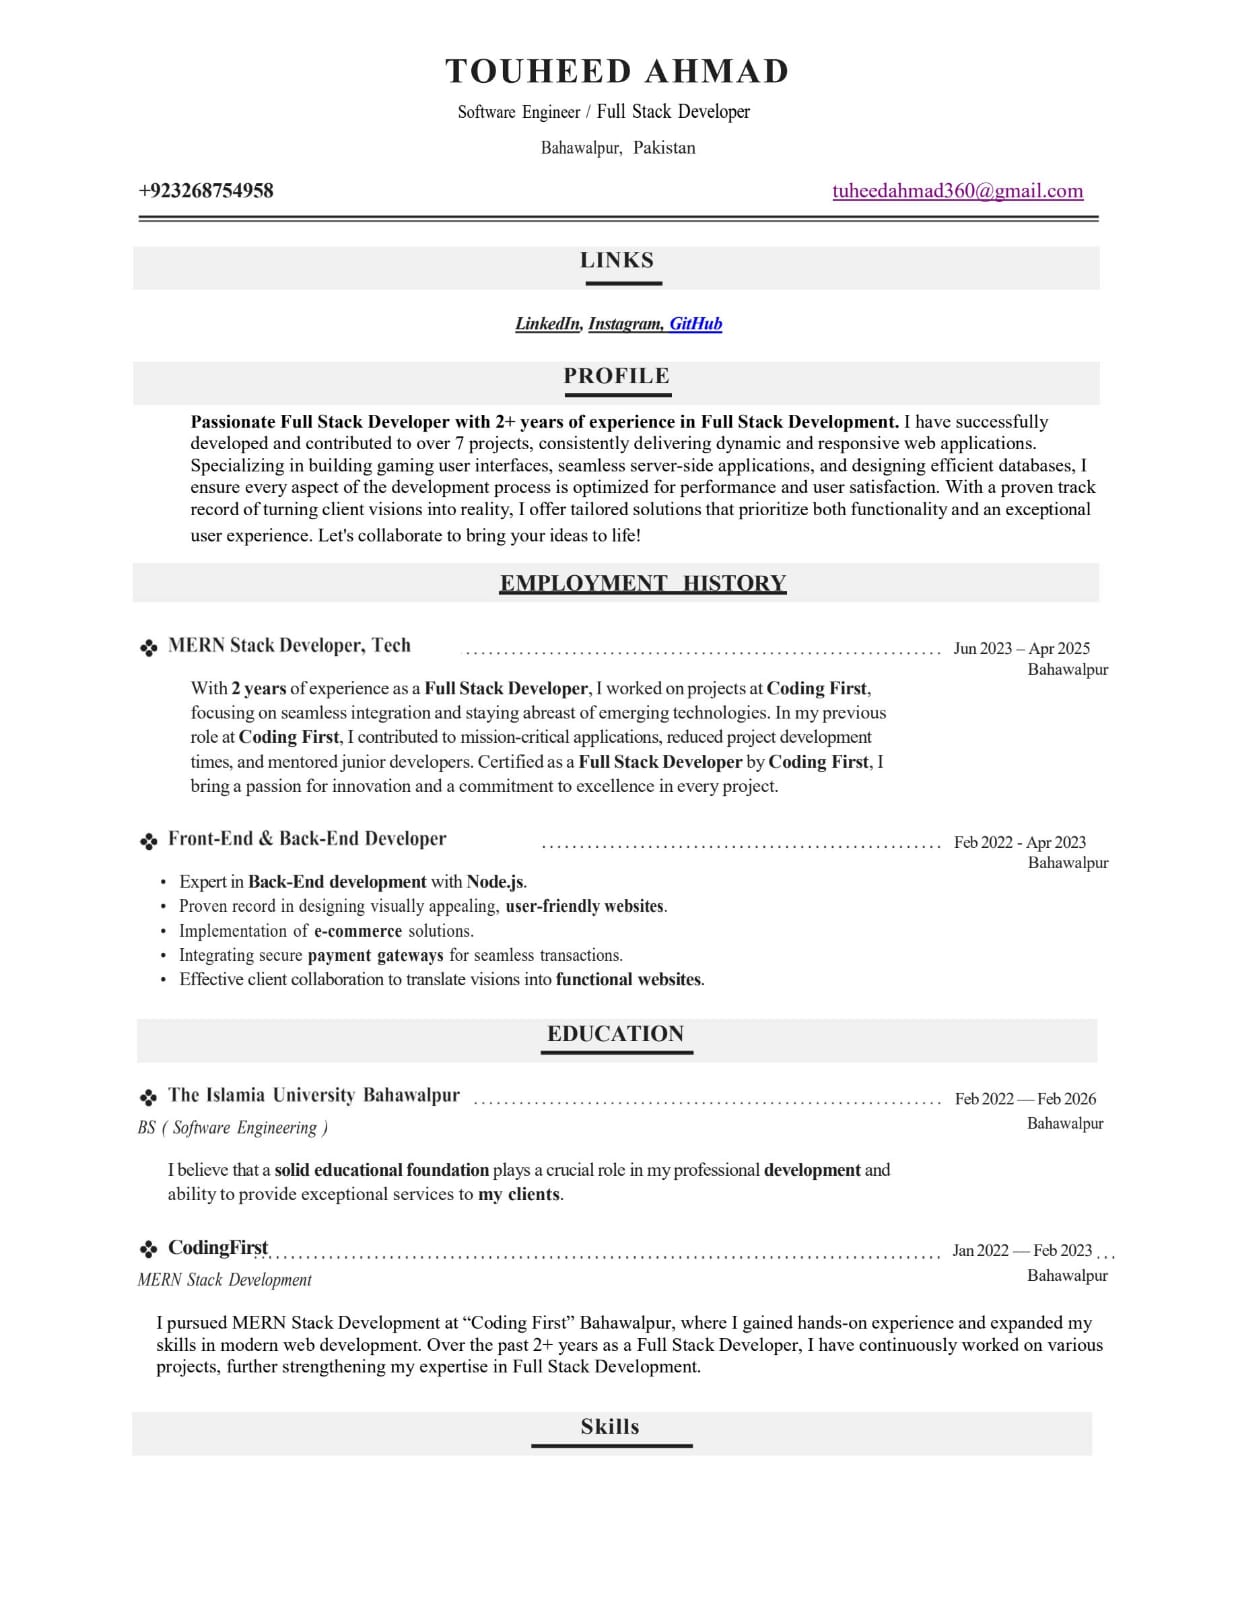 TOUHEED AHMAD
Software Engineer / Full Stack Developer
Bahawalpur, Pakistan
+923268754958 tuheedahmad360@gmail.com
LINKS
LinkedIn, Instagram, GitHub
PROFILE
Passionate Full Stack Developer with 2+ years of experience in Full Stack Development. I have successfully
developed and contributed to over 7 projects, consistently delivering dynamic and responsive web applications.
Specializing in building gaming user interfaces, seamless server-side applications, and designing efficient databases, I
ensure every aspect of the development process is optimized for performance and user satisfaction. With a proven track
record of turning client visions into reality, I offer tailored solutions that prioritize both functionality and an exceptional
user experience. Let's collaborate to bring your ideas to life!
EMPLOYMENT HISTORY
MERN Stack Developer, Tech Jun 2023 – Apr 2025
Bahawalpur
With 2 years of experience as a Full Stack Developer, I worked on projects at Coding First,
focusing on seamless integration and staying abreast of emerging technologies. In my previous
role at Coding First, I contributed to mission-critical applications, reduced project development
times, and mentored junior developers. Certified as a Full Stack Developer by Coding First, I
bring a passion for innovation and a commitment to excellence in every project.
Front-End & Back-End Developer Feb 2022 - Apr 2023
Bahawalpur
• Expert in Back-End development with Node.js.
• Proven record in designing visually appealing, user-friendly websites.
• Implementation of e-commerce solutions.
• Integrating secure payment gateways for seamless transactions.
• Effective client collaboration to translate visions into functional websites.
EDUCATION
The Islamia University Bahawalpur Feb 2022 — Feb 2026
BS ( Software Engineering ) Bahawalpur
I believe that a solid educational foundation plays a crucial role in my professional development and
ability to provide exceptional services to my clients.
CodingFirst Jan 2022 — Feb 2023 ...
MERN Stack Development Bahawalpur
I pursued MERN Stack Development at “Coding First” Bahawalpur, where I gained hands-on experience and expanded my
skills in modern web development. Over the past 2+ years as a Full Stack Developer, I have continuously worked on various
projects, further strengthening my expertise in Full Stack Development.
Skills